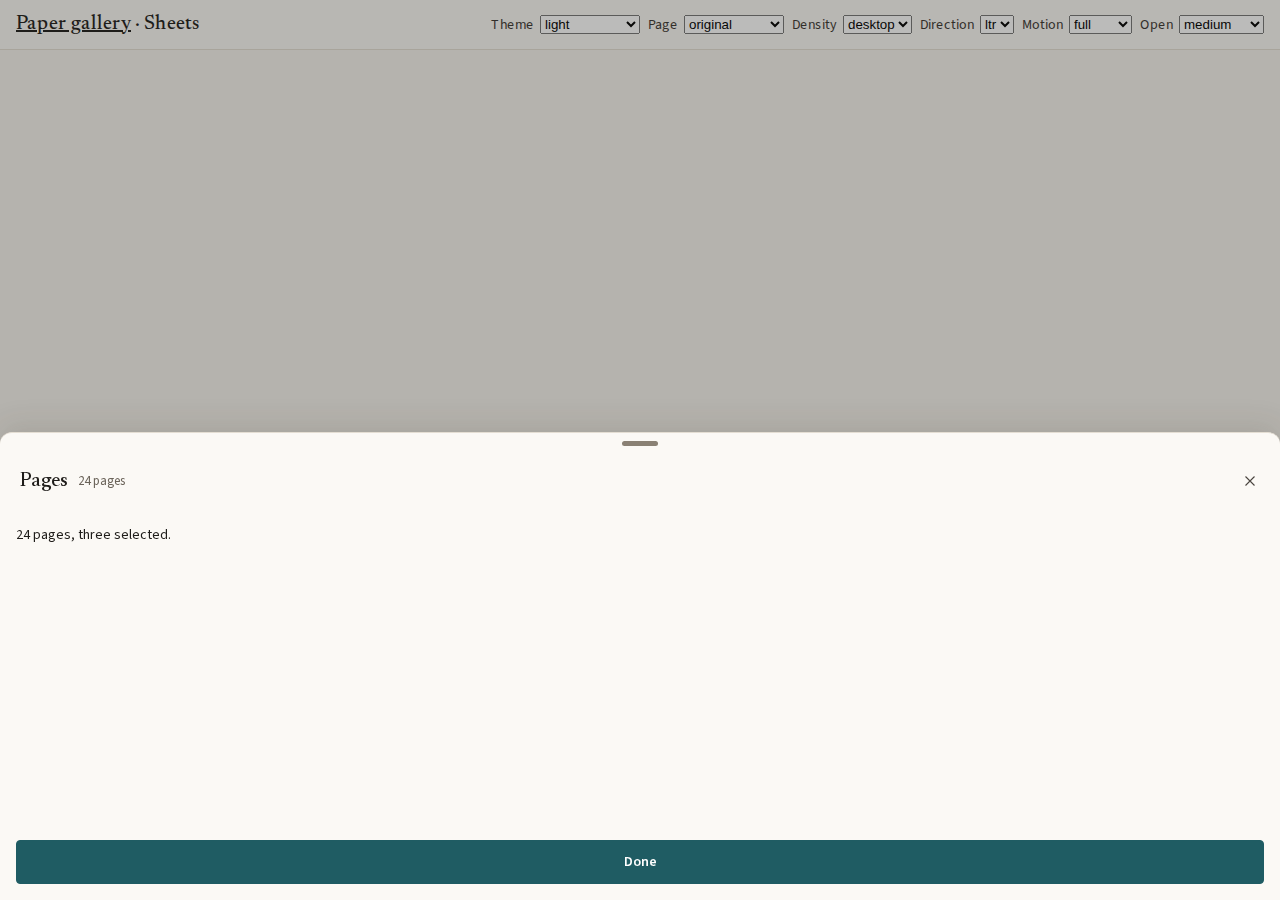 Paper gallery · Sheets Theme light Page original Density desktop Direction ltr Motion full Open medium
Pages 24 pages
24 pages, three selected.
Done